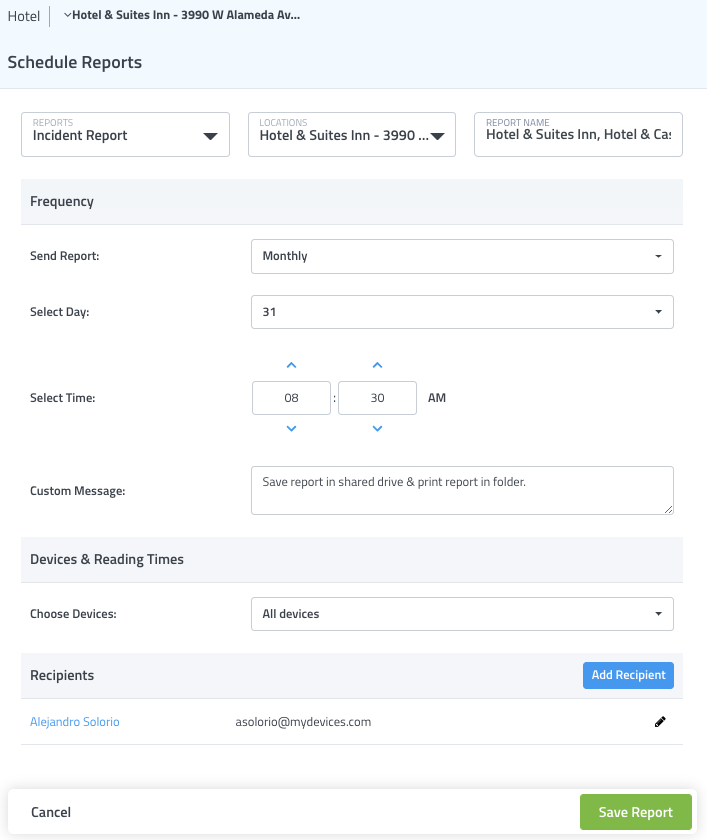 Hotel
Hotel & Suites Inn - 3990 W Alameda Av...
Schedule Reports
REPORTS
Incident Report
LOCATIONS
Hotel & Suites Inn - 3990 ...
REPORT NAME
Hotel & Suites Inn, Hotel & Cas
Frequency
Send Report:
Monthly
Select Day:
31
Select Time:
08 : 30 AM
Custom Message:
Save report in shared drive & print report in folder.
Devices & Reading Times
Choose Devices:
All devices
Recipients
Add Recipient
Alejandro Solorio
asolorio@mydevices.com
Cancel
Save Report